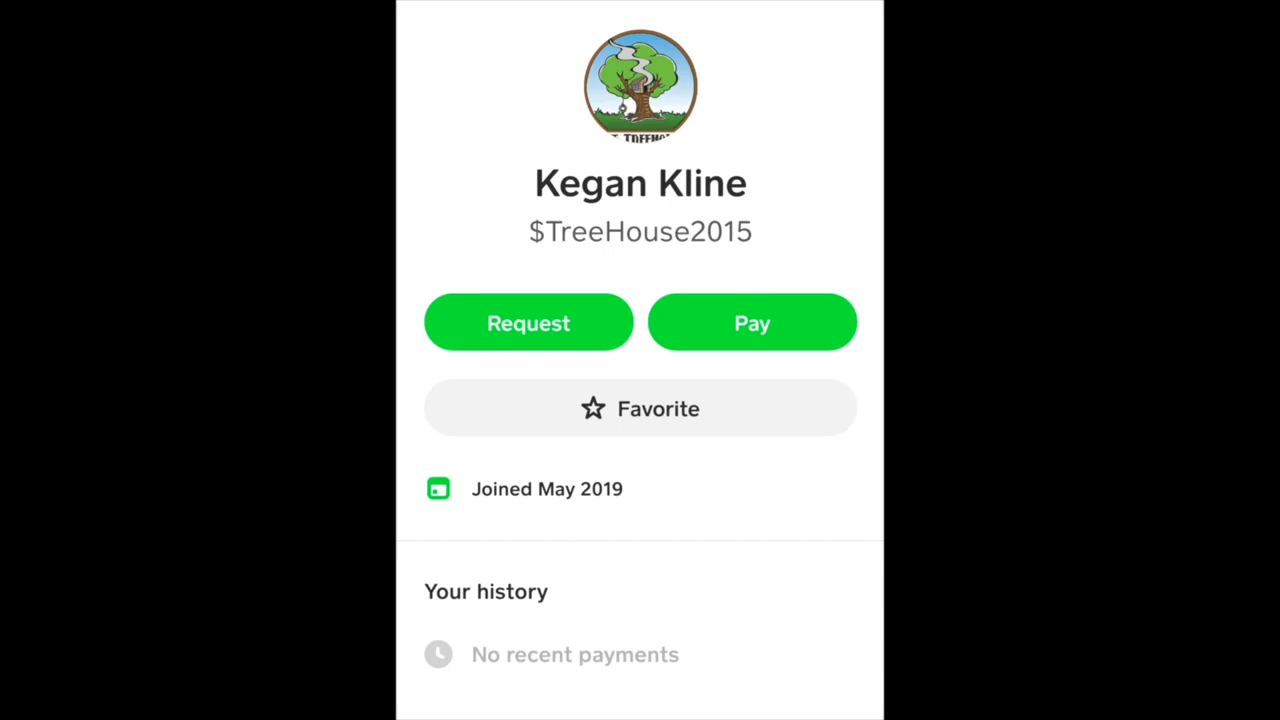 Kegan Kline
$TreeHouse2015
Request
Pay
Favorite
Joined May 2019
Your history
No recent payments